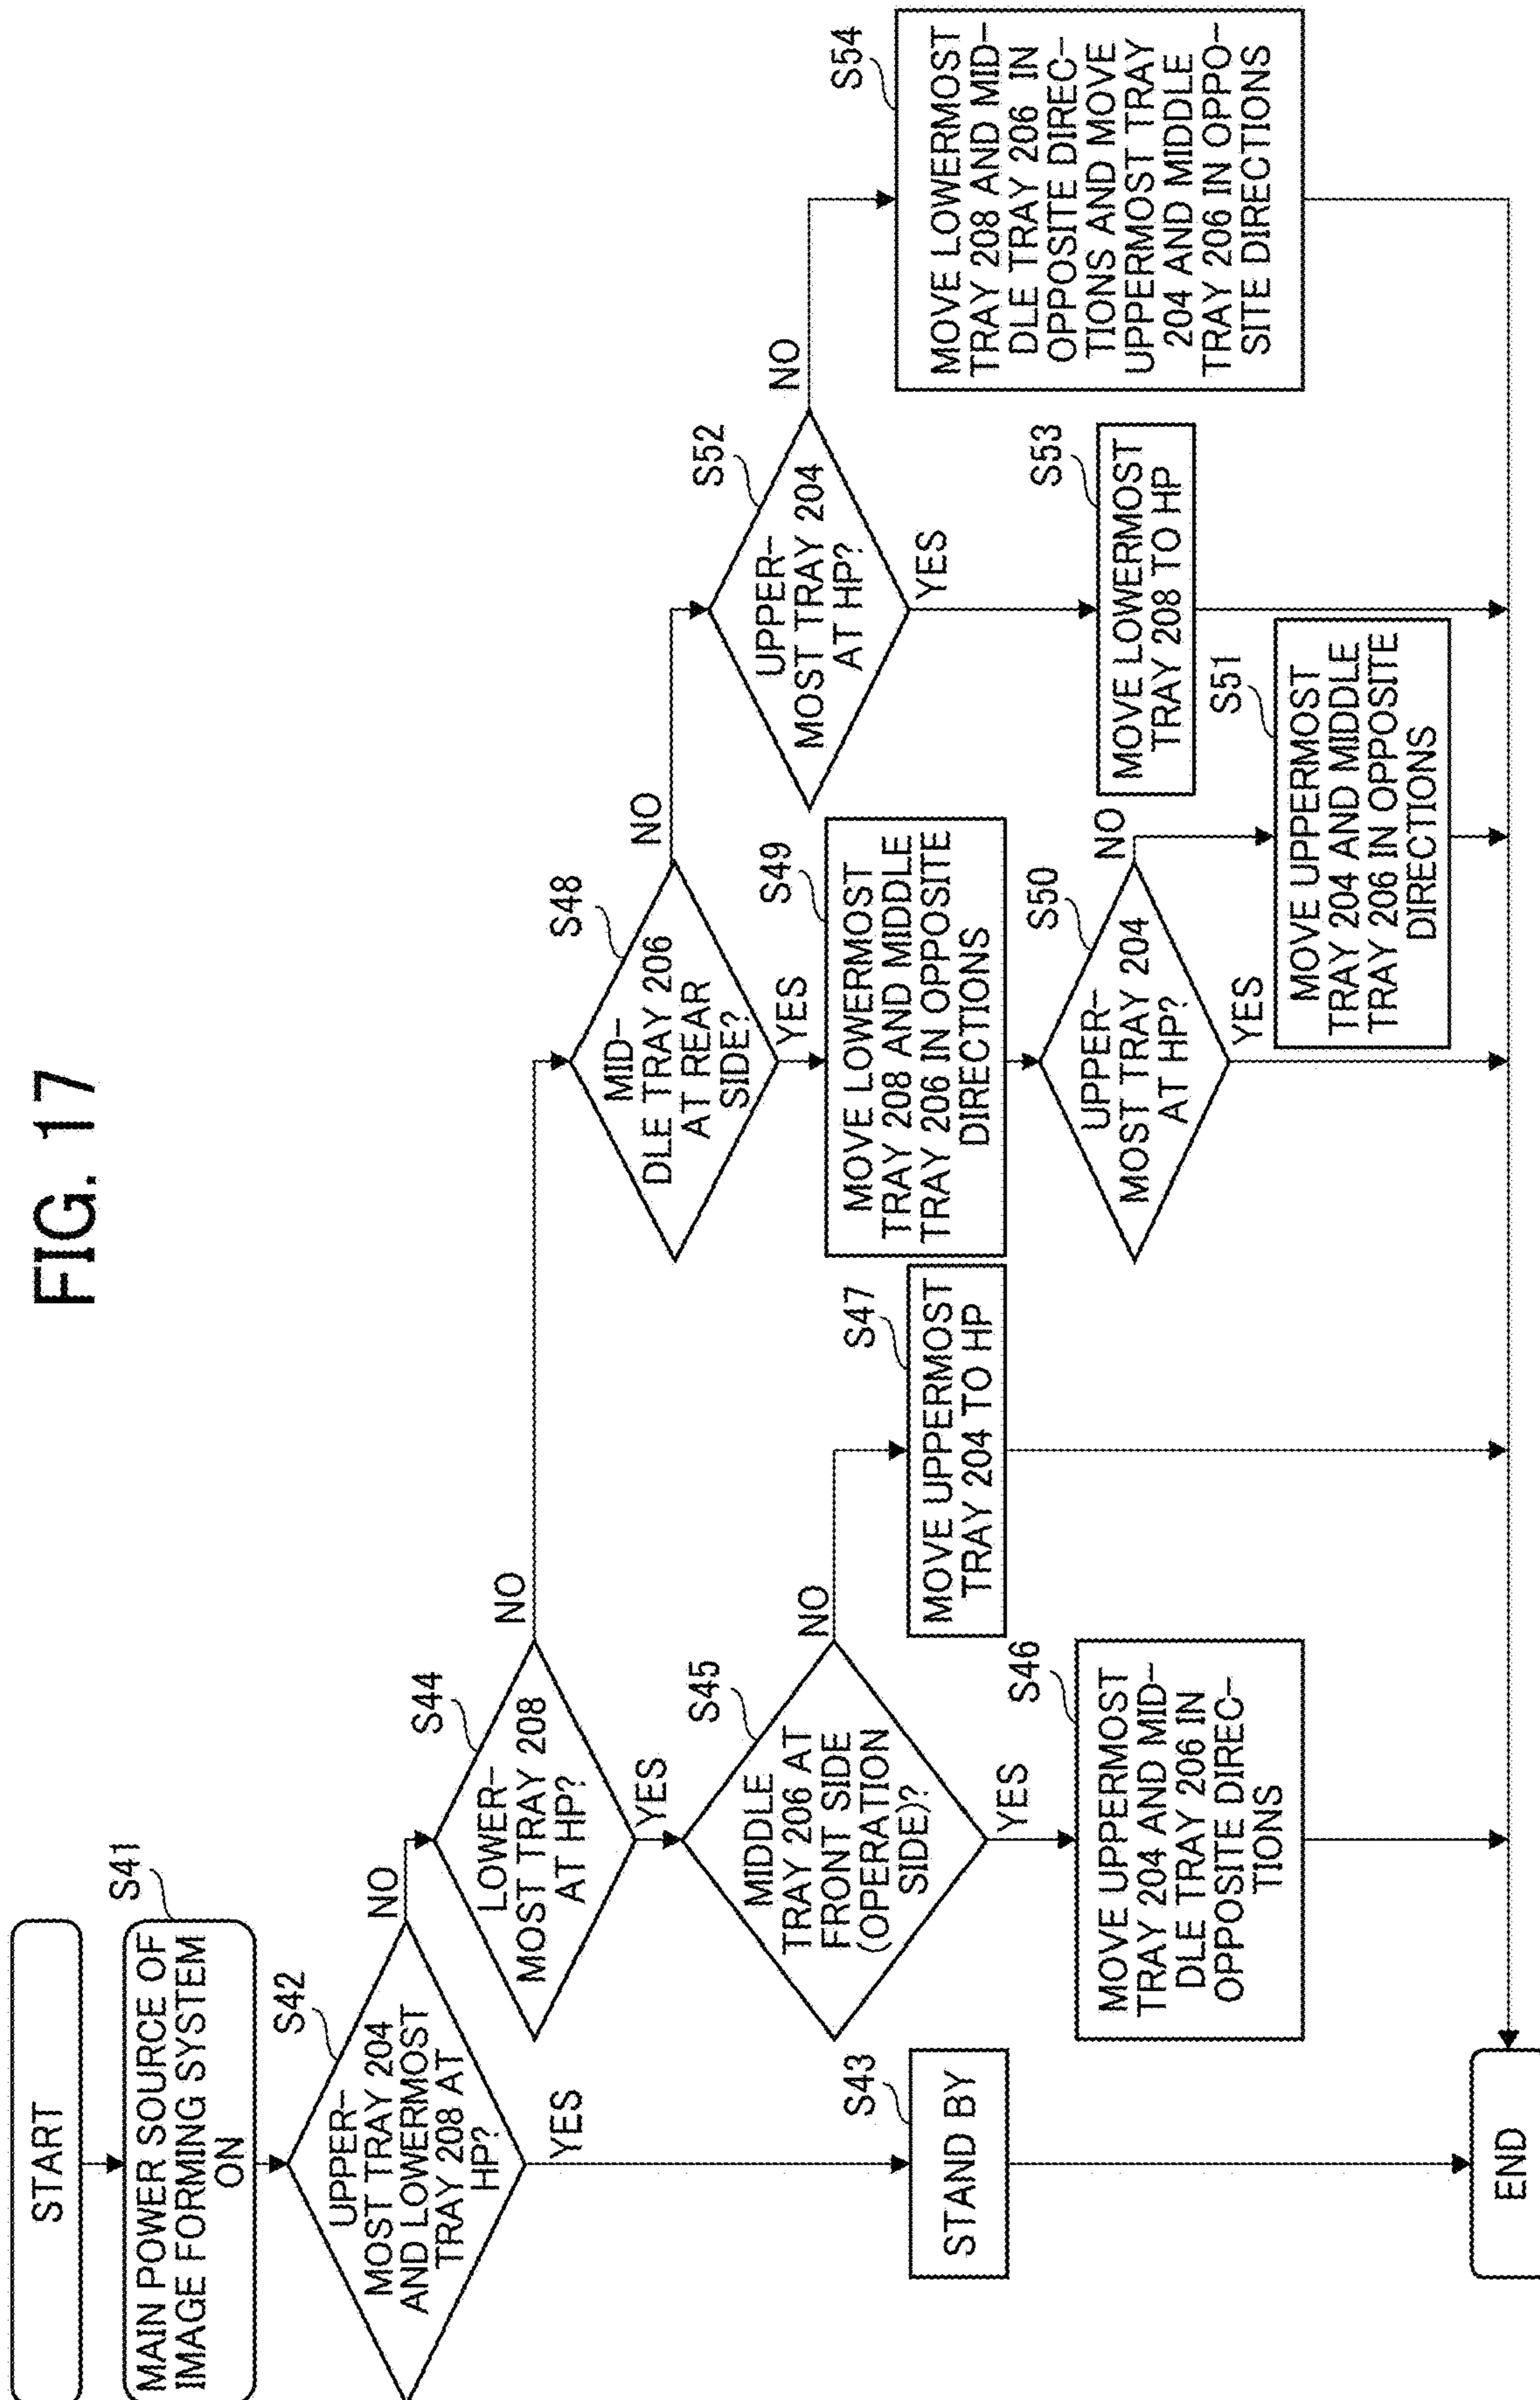 FIG. 17
START
S41
MAIN POWER SOURCE OF
IMAGE FORMING SYSTEM
ON
S42
UPPER-
MOST TRAY 204
AND LOWERMOST
TRAY 208 AT
HP?
NO
YES
S43
STAND BY
S44
LOWER-
MOST TRAY 208
AT HP?
NO
YES
S45
MIDDLE
TRAY 206 AT
FRONT SIDE
(OPERATION
SIDE)?
NO
YES
S46
MOVE UPPERMOST
TRAY 204 AND MID-
DLE TRAY 206 IN
OPPOSITE DIREC-
TIONS
S47
MOVE UPPERMOST
TRAY 204 TO HP
S48
MID-
DLE TRAY 206
AT REAR
SIDE?
NO
YES
S49
MOVE LOWERMOST
TRAY 208 AND MIDDLE
TRAY 206 IN OPPOSITE
DIRECTIONS
S50
UPPER-
MOST TRAY 204
AT HP?
NO
YES
S51
MOVE UPPERMOST
TRAY 204 AND MIDDLE
TRAY 206 IN OPPOSITE
DIRECTIONS
S52
UPPER-
MOST TRAY 204
AT HP?
NO
YES
S53
MOVE LOWERMOST
TRAY 208 TO HP
S54
MOVE LOWERMOST
TRAY 208 AND MID-
DLE TRAY 206 IN
OPPOSITE DIREC-
TIONS AND MOVE
UPPERMOST TRAY
204 AND MIDDLE
TRAY 206 IN OPPO-
SITE DIRECTIONS
END